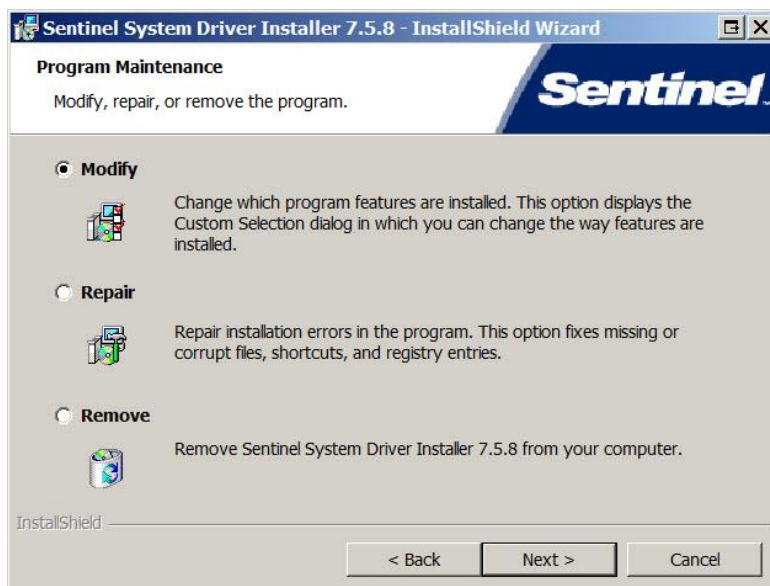 Sentinel System Driver Installer 7.5.8 - InstallShield Wizard
Program Maintenance
Modify, repair, or remove the program.
Sentinel
Modify
Change which program features are installed. This option displays the
Custom Selection dialog in which you can change the way features are
installed.
Repair
Repair installation errors in the program. This option fixes missing or
corrupt files, shortcuts, and registry entries.
Remove
Remove Sentinel System Driver Installer 7.5.8 from your computer.
InstallShield
< Back Next > Cancel